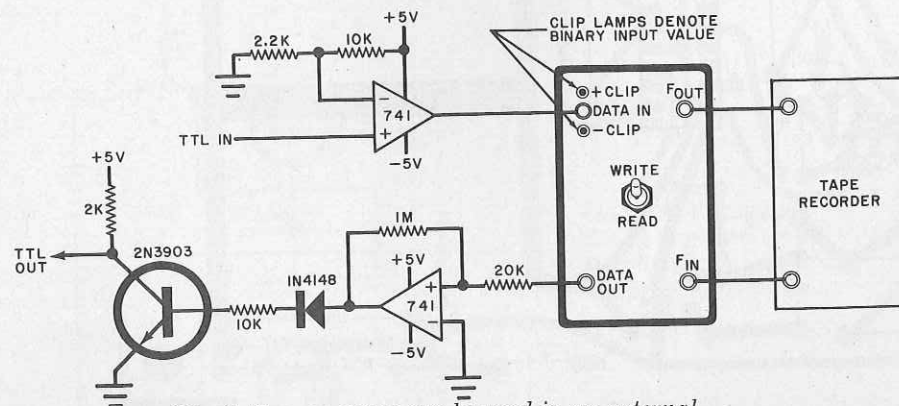 +5V
2.2K
10K
CLIP LAMPS DENOTE
BINARY INPUT VALUE
+ CLIP
DATA IN
- CLIP
FOUT
−
741
+
TTL IN
−5V
WRITE
READ
TAPE
RECORDER
+5V
2K
TTL
OUT
2N3903
1M
+5V
1N4148
+
741
−
20K
DATA
OUT
FIN
10K
−5V